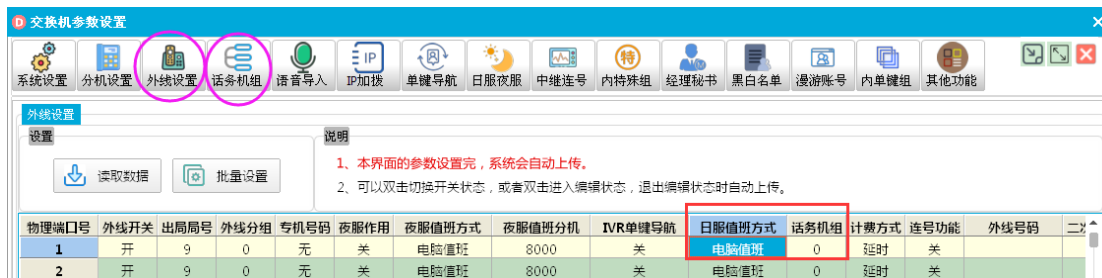 D 交换机参数设置
系统设置 分机设置 外线设置 话务机组 语音导入 IP加拨 单键导航 日服夜服 中继连号 内特殊组 经理秘书 黑白名单 漫游账号 内单键组 其他功能
外线设置
设置 说明
1、本界面的参数设置完，系统会自动上传。
读取数据 批量设置
2、可以双击切换开关状态，或者双击进入编辑状态，退出编辑状态时自动上传。
物理端口号 外线开关 出局局号 外线分组 专机号码 夜服作用 夜服值班方式 夜服值班分机 IVR单键导航 日服值班方式 话务机组 计费方式 连号功能 外线号码
1 开 9 0 无 关 电脑值班 8000 关 电脑值班 0 延时 关
2 开 9 0 无 关 电脑值班 8000 关 电脑值班 0 延时 关